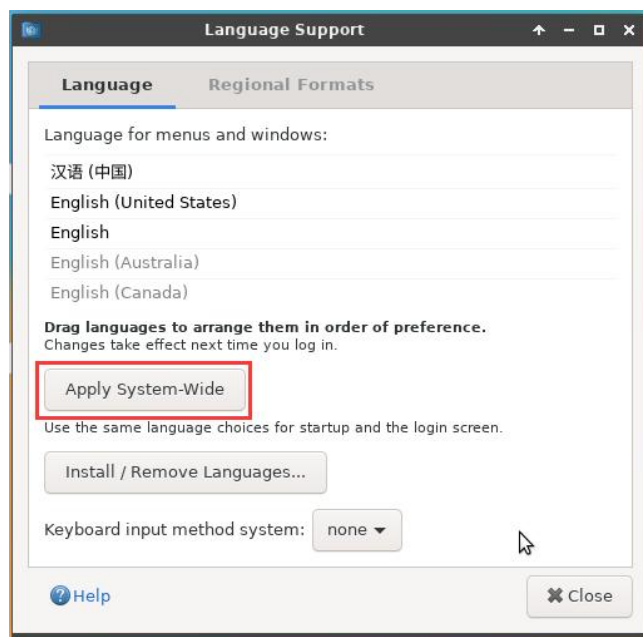 Language Support
Language Regional Formats
Language for menus and windows:
汉语 (中国)
English (United States)
English
English (Australia)
English (Canada)
Drag languages to arrange them in order of preference.
Changes take effect next time you log in.
Apply System-Wide
Use the same language choices for startup and the login screen.
Install / Remove Languages...
Keyboard input method system: none
Help
Close